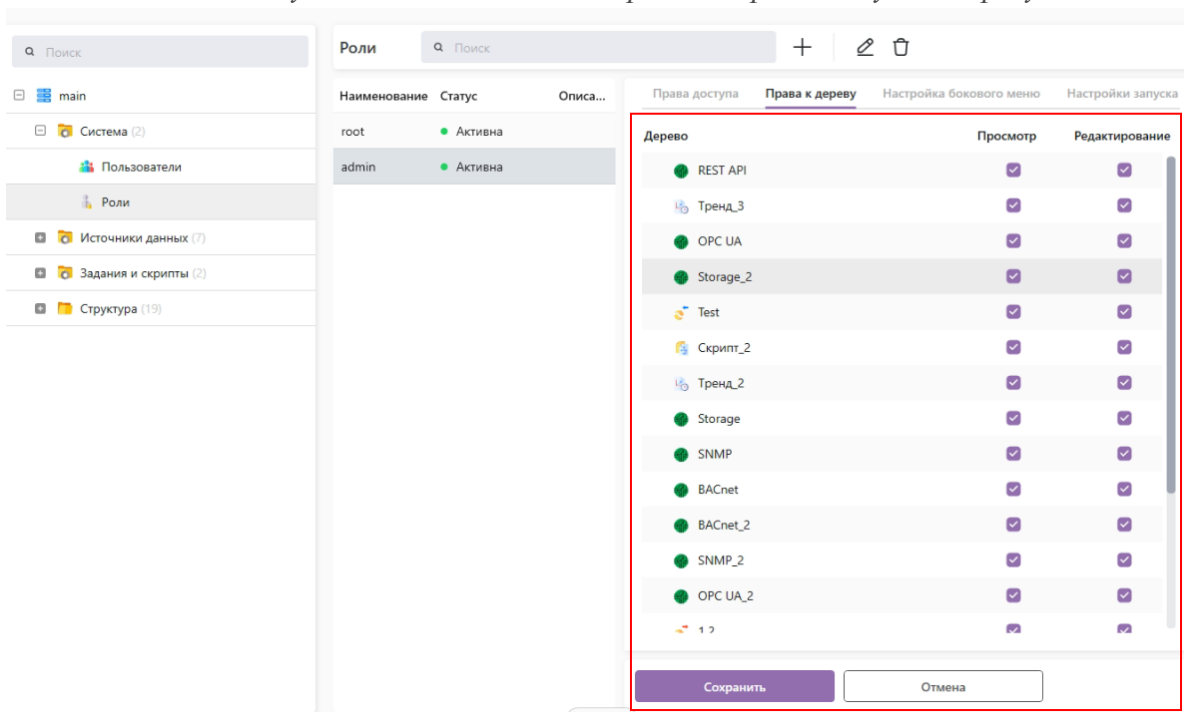 Поиск
main
Система (2)
Пользователи
Роли
Источники данных (7)
Задания и скрипты (2)
Структура (19)
Роли
Поиск
Наименование Статус Описа...
root Активна
admin Активна
Права доступа Права к дереву Настройка бокового меню Настройки запуска
Дерево Просмотр Редактирование
REST API
Тренд_3
OPC UA
Storage_2
Test
Скрипт_2
Тренд_2
Storage
SNMP
BACnet
BACnet_2
SNMP_2
OPC UA_2
Сохранить Отмена